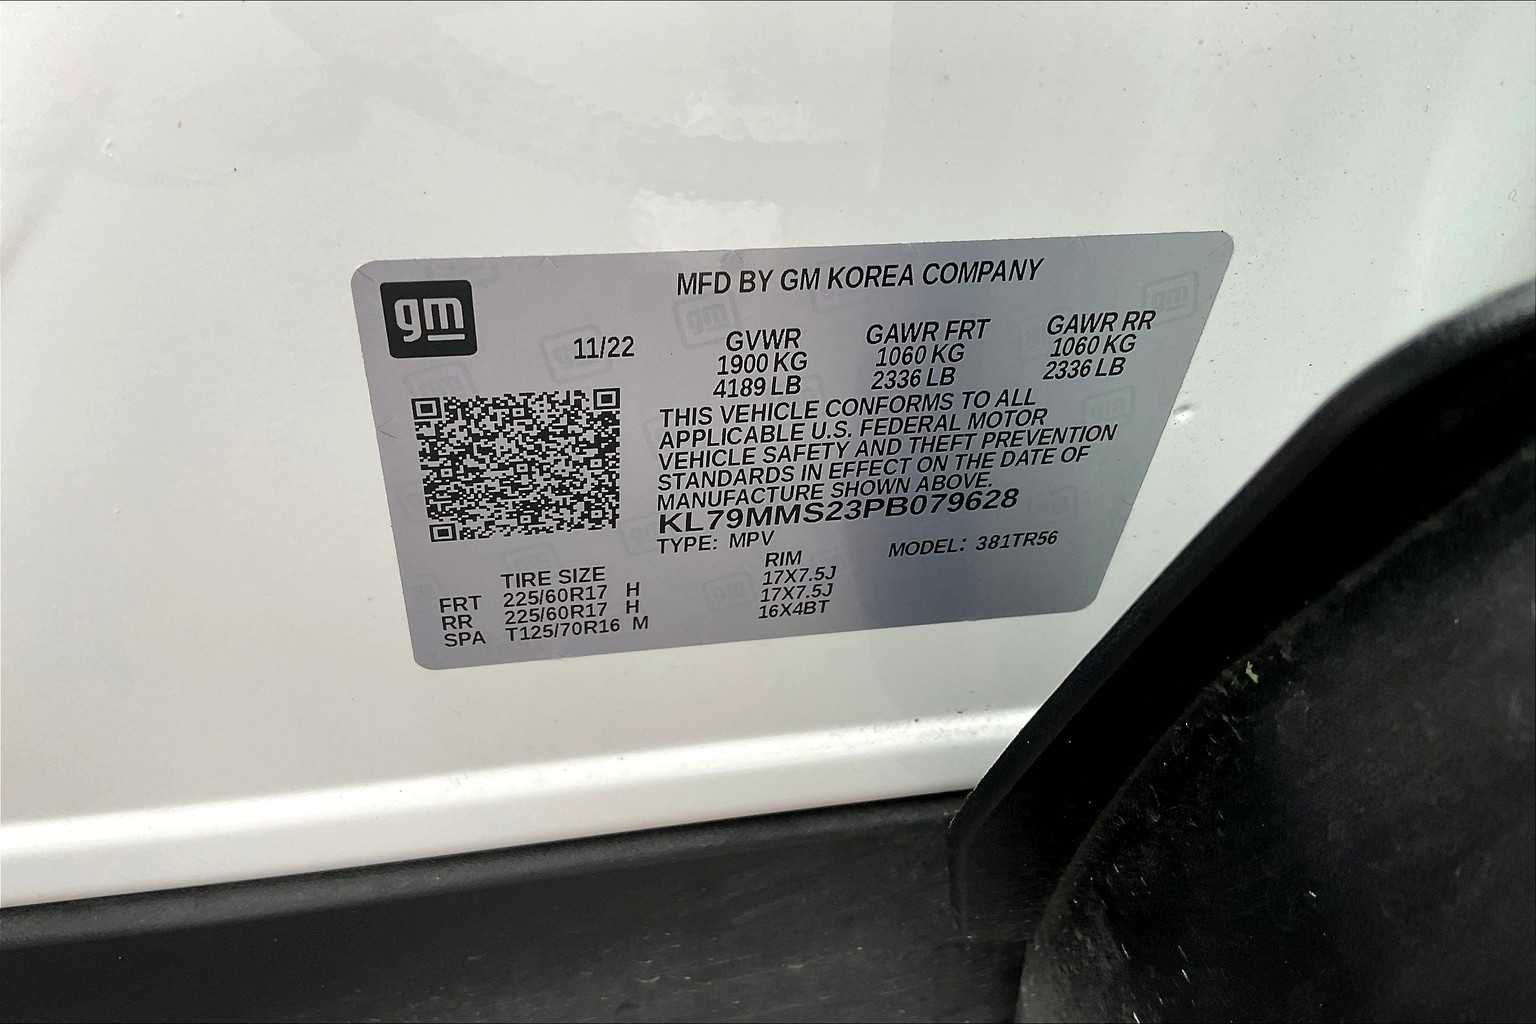 gm
MFD BY GM KOREA COMPANY
11/22 GVWR GAWR FRT GAWR RR
1900 KG 1060 KG 1060 KG
4189 LB 2336 LB 2336 LB
THIS VEHICLE CONFORMS TO ALL
APPLICABLE U.S. FEDERAL MOTOR
VEHICLE SAFETY AND THEFT PREVENTION
STANDARDS IN EFFECT ON THE DATE OF
MANUFACTURE SHOWN ABOVE.
KL79MMS23PB079628
TYPE: MPV MODEL: 381TR56
TIRE SIZE RIM
FRT 225/60R17 H 17X7.5J
RR 225/60R17 H 17X7.5J
SPA T125/70R16 M 16X4BT